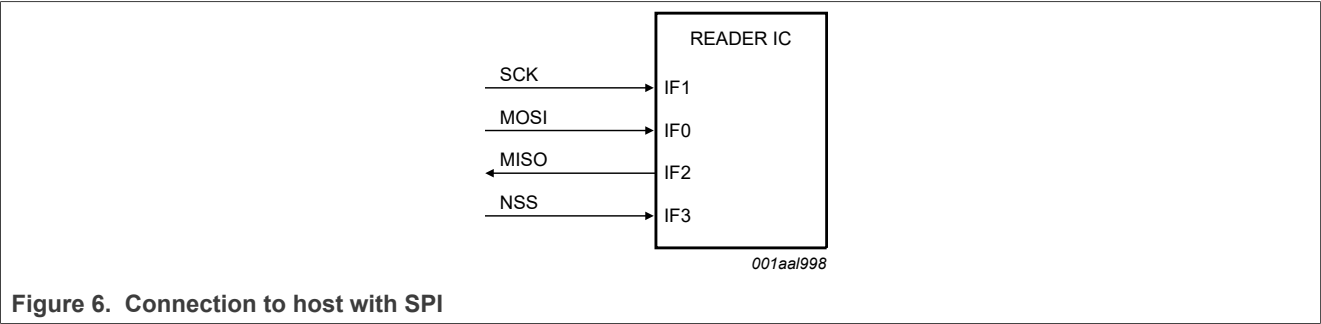 READER IC
SCK
IF1
MOSI
IF0
MISO
IF2
NSS
IF3
001aal998
Figure 6. Connection to host with SPI